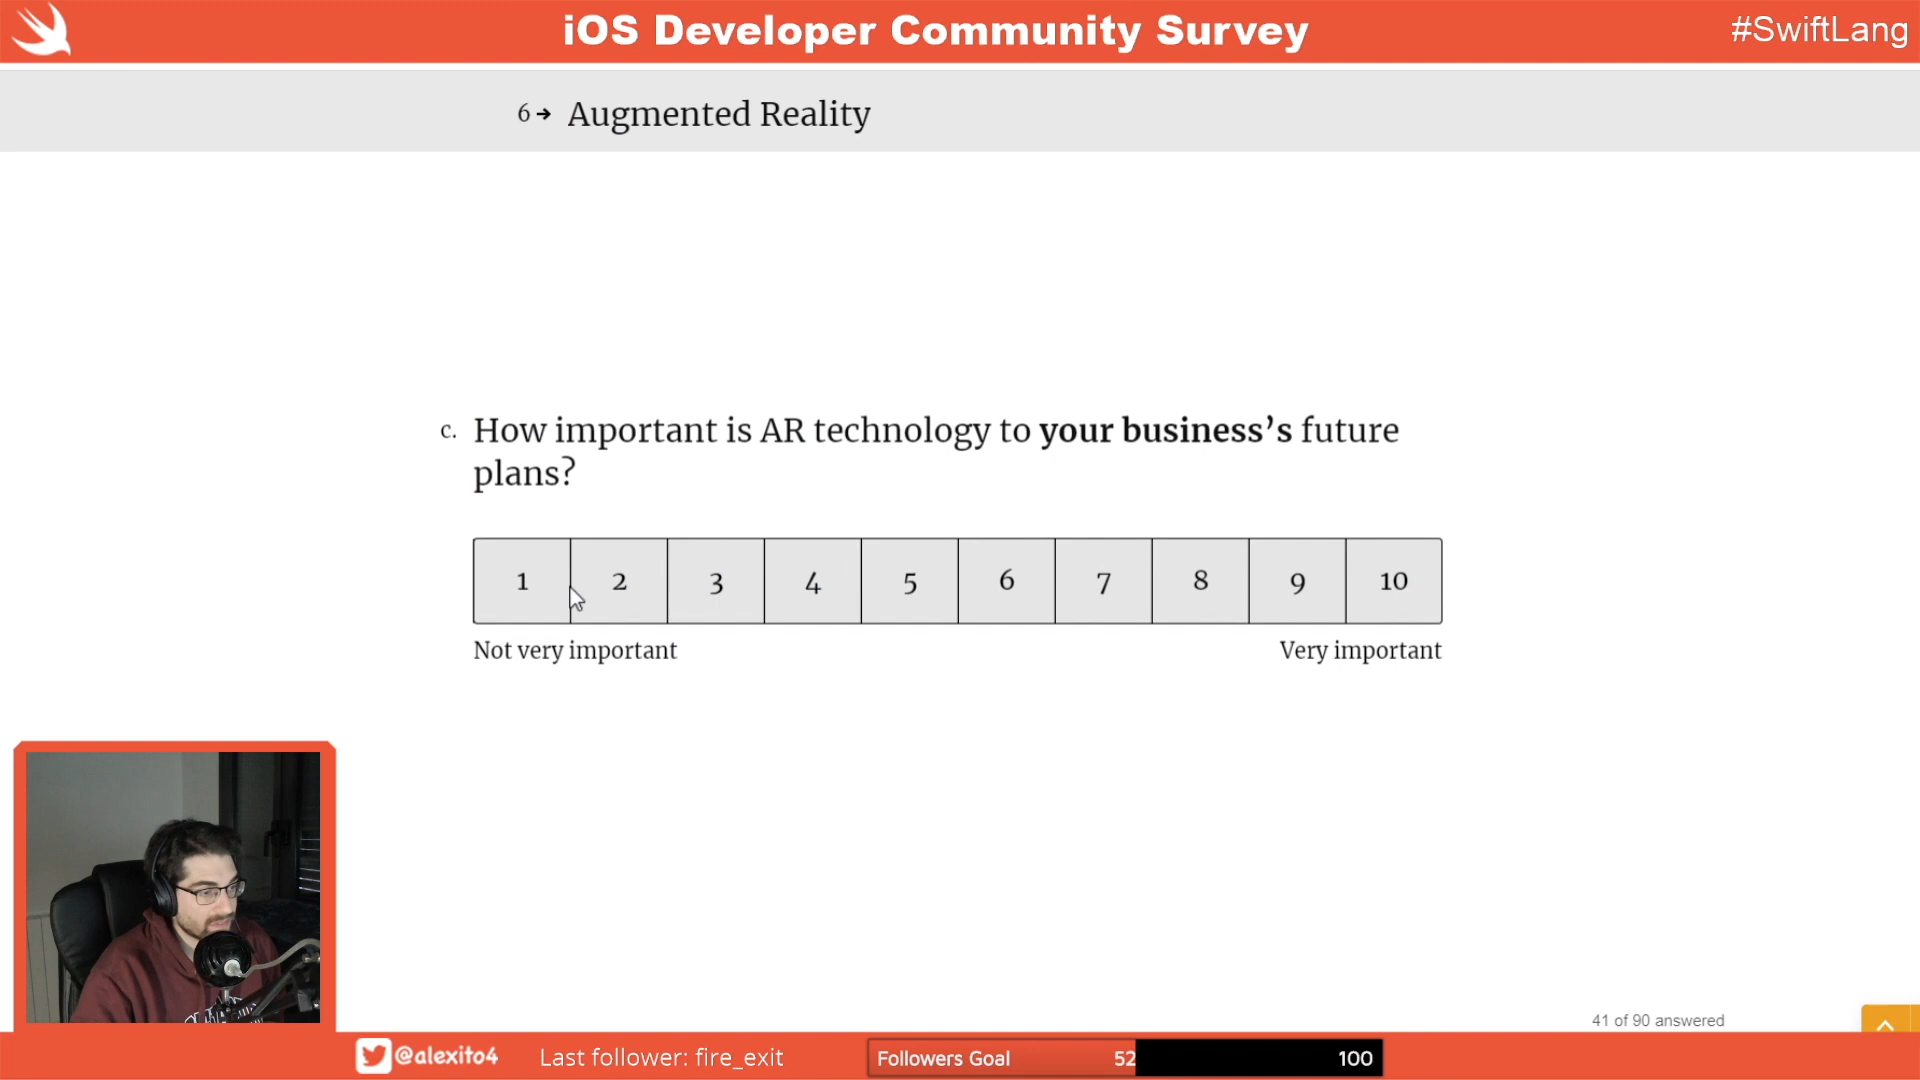 iOS Developer Community Survey
#SwiftLang
6 → Augmented Reality
c. How important is AR technology to your business’s future
plans?
1 2 3 4 5 6 7 8 9 10
Not very important Very important
41 of 90 answered
@alexito4 Last follower: fire_exit Followers Goal 52 100